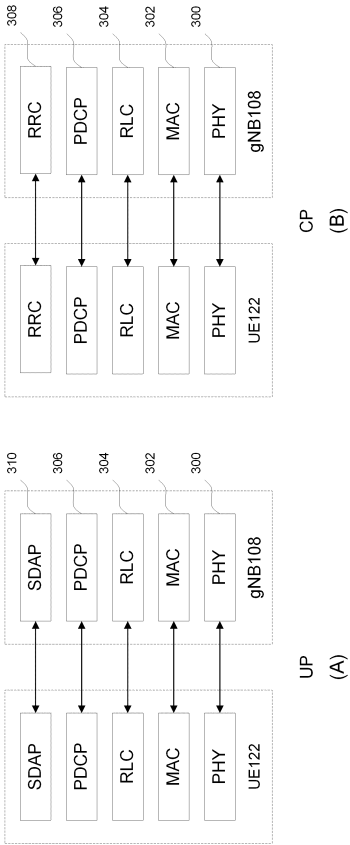 310
306
304
302
300
SDAP
SDAP
PDCP
PDCP
RLC
RLC
MAC
MAC
PHY
PHY
UE122
gNB108
UP
(A)
308
306
304
302
300
RRC
RRC
PDCP
PDCP
RLC
RLC
MAC
MAC
PHY
PHY
UE122
gNB108
CP
(B)